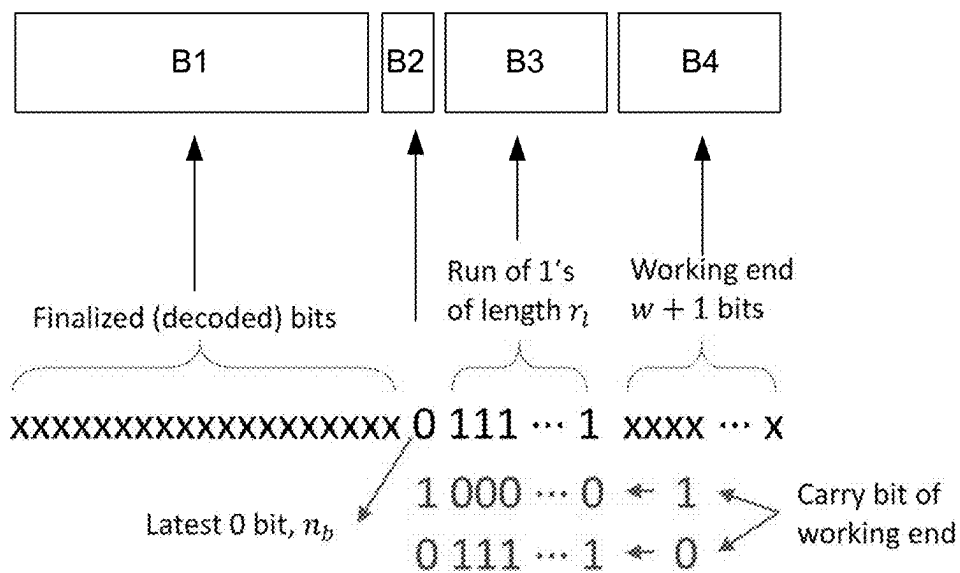 B1 B2 B3 B4
Run of 1's
of length r_l
Working end
w + 1 bits
Finalized (decoded) bits
xxxxxxxxxxxxxxxxxxx 0 111 ··· 1 xxxx ··· x
1 000 ··· 0 ← 1
Latest 0 bit, n_b
0 111 ··· 1 ← 0
Carry bit of
working end